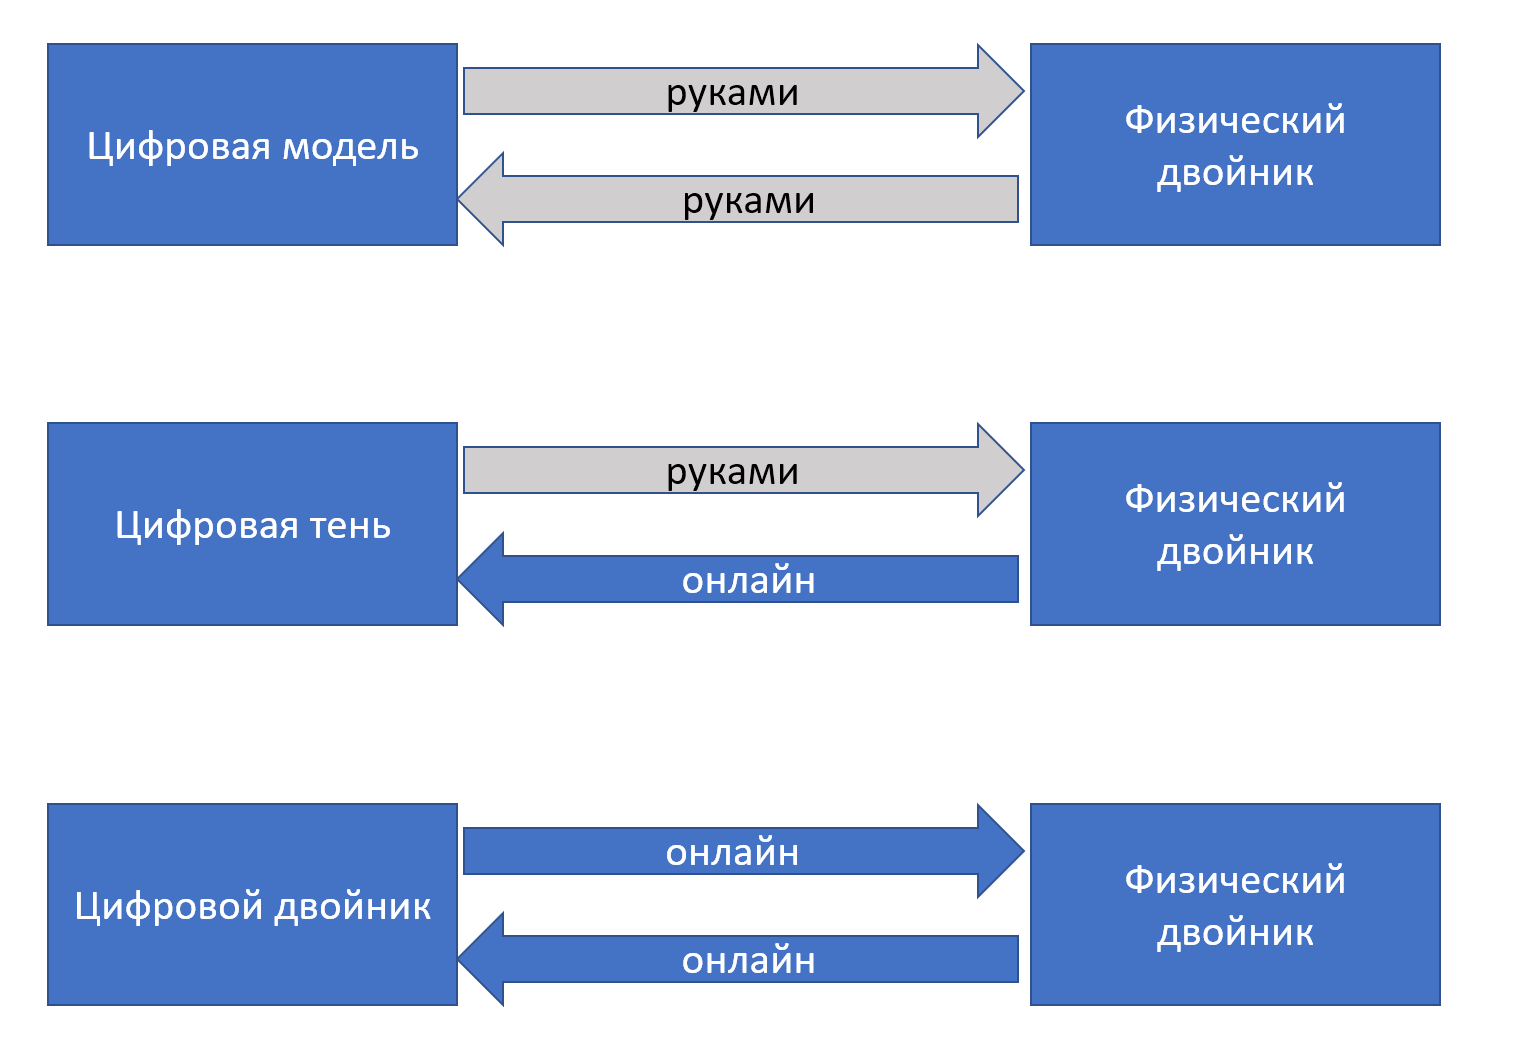 Цифровая модель
руками
руками
Физический
двойник
Цифровая тень
руками
онлайн
Физический
двойник
Цифровой двойник
онлайн
онлайн
Физический
двойник